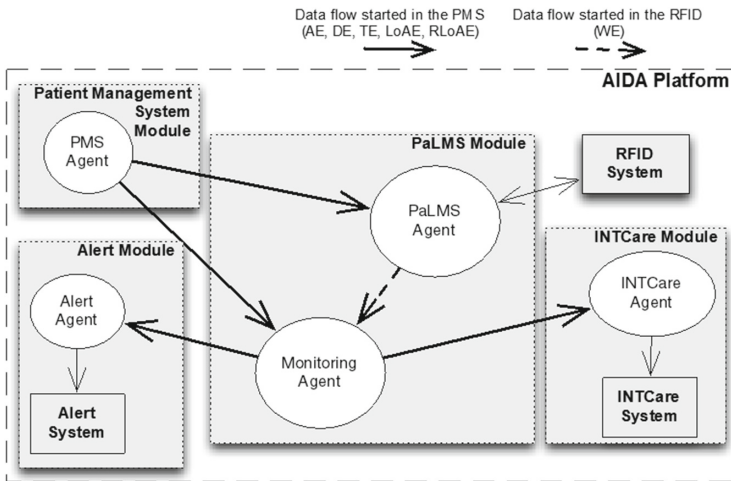 Data flow started in the PMS
(AE, DE, TE, LoAE, RLoAE)
Data flow started in the RFID
(WE)
AIDA Platform
Patient Management
System
Module
PMS
Agent
PaLMS Module
PaLMS
Agent
RFID
System
Alert Module
Alert
Agent
Alert
System
Monitoring
Agent
INTCare Module
INTCare
Agent
INTCare
System